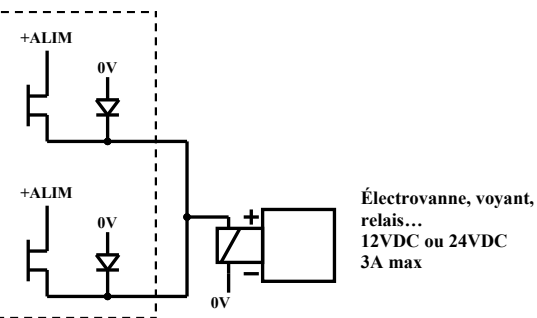 +ALIM
0V
+ALIM
0V
+
−
0V
Électrovanne, voyant,
relais…
12VDC ou 24VDC
3A max